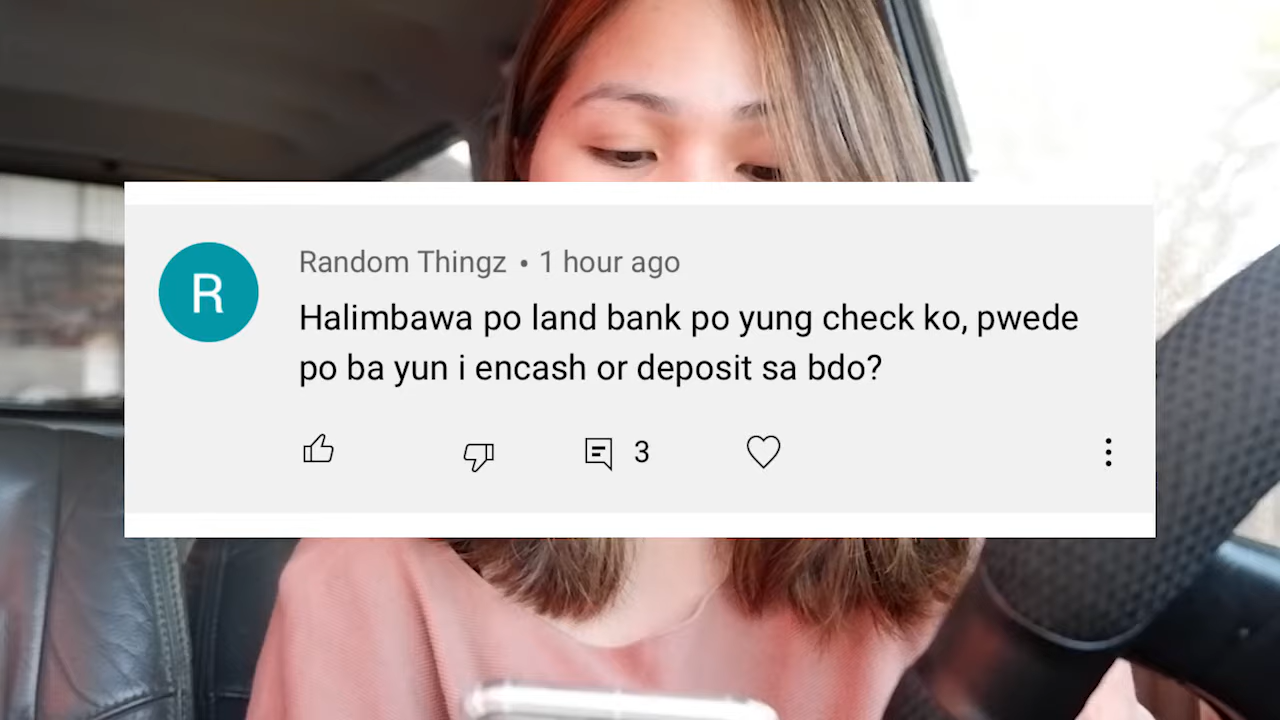 R
Random Thingz • 1 hour ago
Halimbawa po land bank po yung check ko, pwede
po ba yun i encash or deposit sa bdo?
3